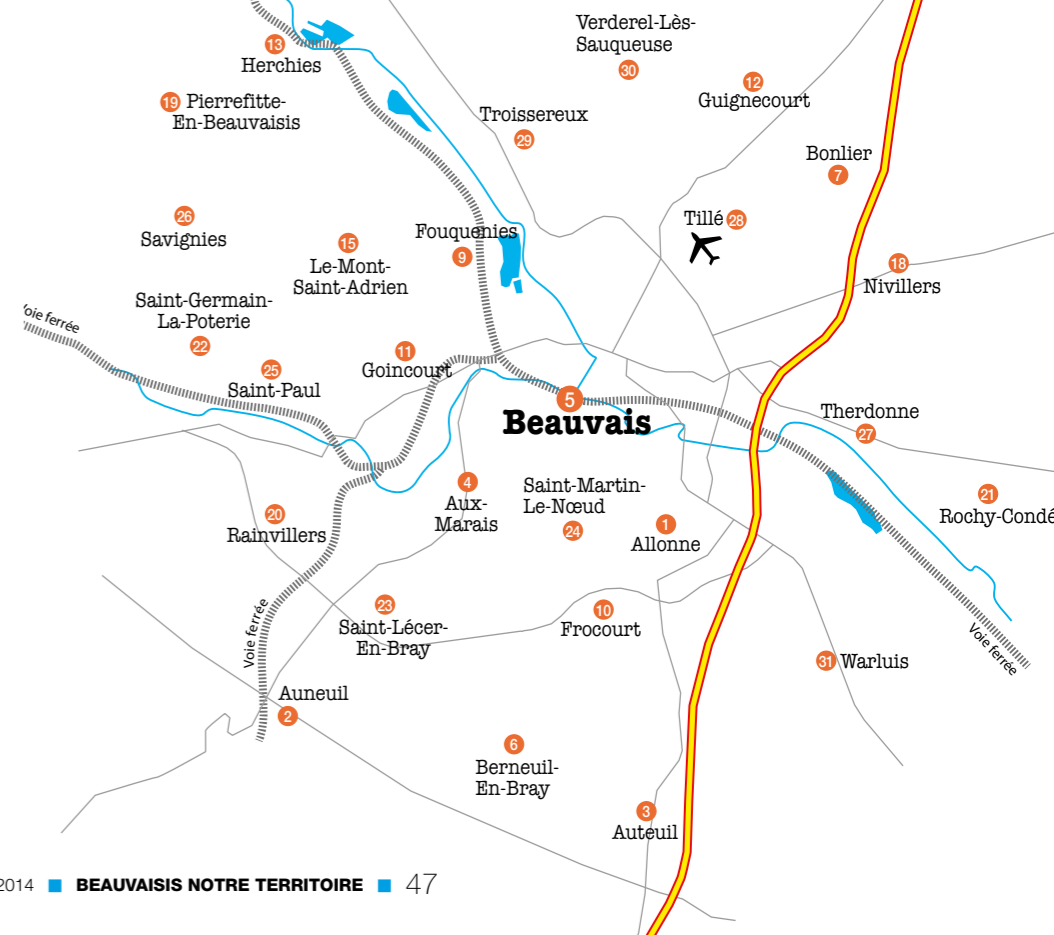 Verderel-Lès-
Sauqueuse
30
13
Herchies
12
Guignecourt
19 Pierrefitte-
En-Beauvaisis
Troissereux
29
Bonlier
7
26
Savignies
15
Le-Mont-
Saint-Adrien
Fouquenies
9
Tillé 28
18
Nivillers
Saint-Germain-
La-Poterie
22
Voie ferrée
25
Saint-Paul
11
Goincourt
5
Beauvais
Therdonne
27
4
Aux-
Marais
Saint-Martin-
Le-Nœud
24
1
Allonne
21
Rochy-Condé
20
Rainvillers
23
Saint-Lécer-
En-Bray
10
Frocourt
Voie ferrée
Voie ferrée
31 Warluis
Auneuil
2
6
Berneuil-
En-Bray
3
Auteuil
2014 ■ BEAUVAISIS NOTRE TERRITOIRE ■ 47